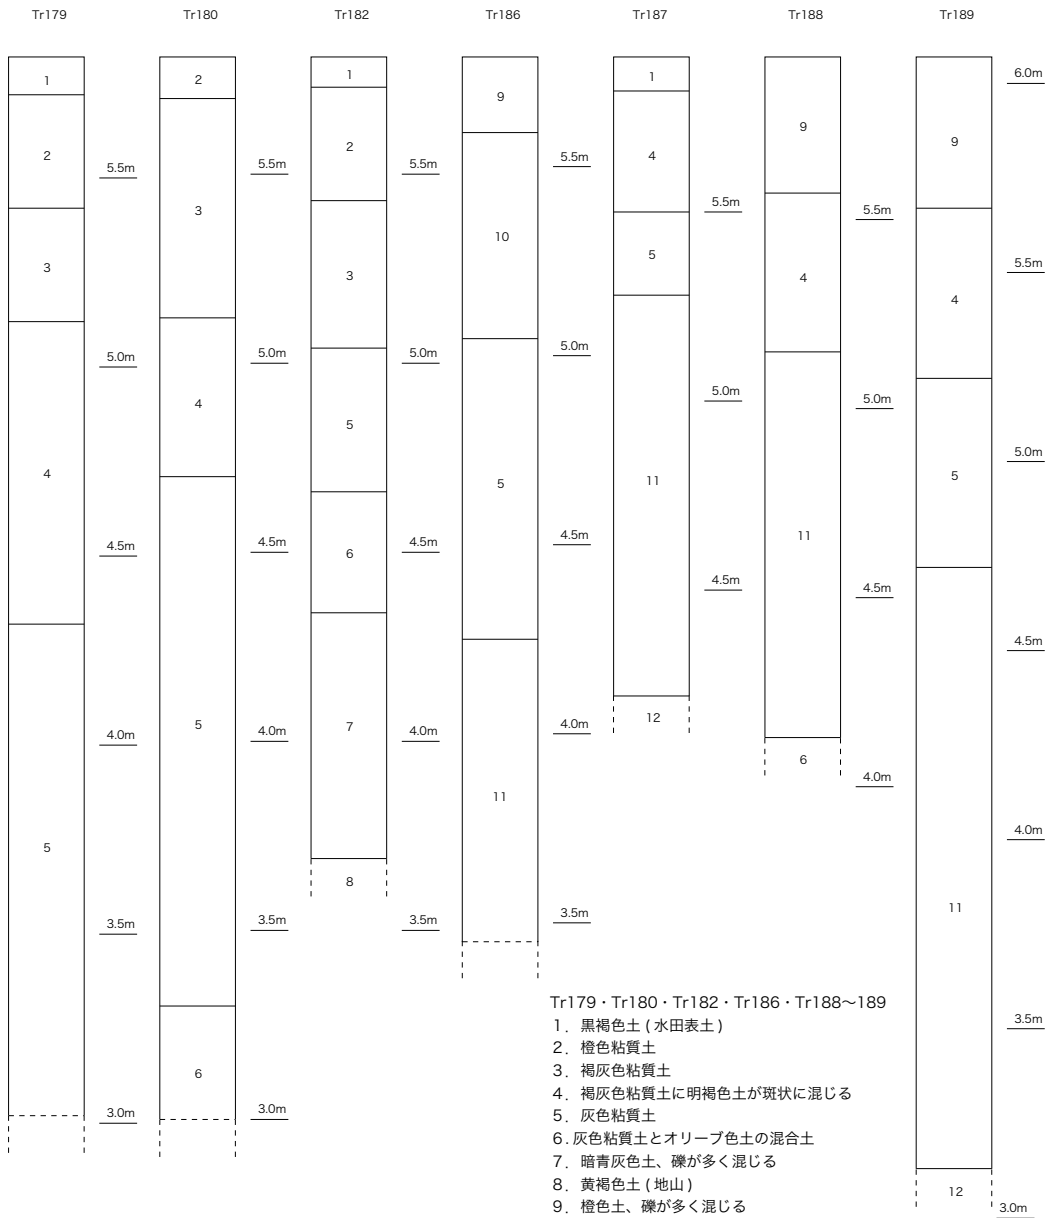 Tr179 Tr180 Tr182 Tr186 Tr187 Tr188 Tr189
1
2
3
4
5
5.5m
5.0m
4.5m
4.0m
3.5m
3.0m
2
3
4
5
6
5.5m
5.0m
4.5m
4.0m
3.5m
3.0m
1
2
3
5
6
7
8
5.5m
5.0m
4.5m
4.0m
3.5m
9
10
5
11
5.5m
5.0m
4.5m
4.0m
3.5m
1
4
5
11
12
5.5m
5.0m
4.5m
9
4
11
6
5.5m
5.0m
4.5m
4.0m
9
4
5
11
12
6.0m
5.5m
5.0m
4.5m
4.0m
3.5m
3.0m
Tr179・Tr180・Tr182・Tr186・Tr188〜189
1．黒褐色土 ( 水田表土 )
2．橙色粘質土
3．褐灰色粘質土
4．褐灰色粘質土に明褐色土が斑状に混じる
5．灰色粘質土
6．灰色粘質土とオリーブ色土の混合土
7．暗青灰色土、礫が多く混じる
8．黄褐色土 ( 地山 )
9．橙色土、礫が多く混じる